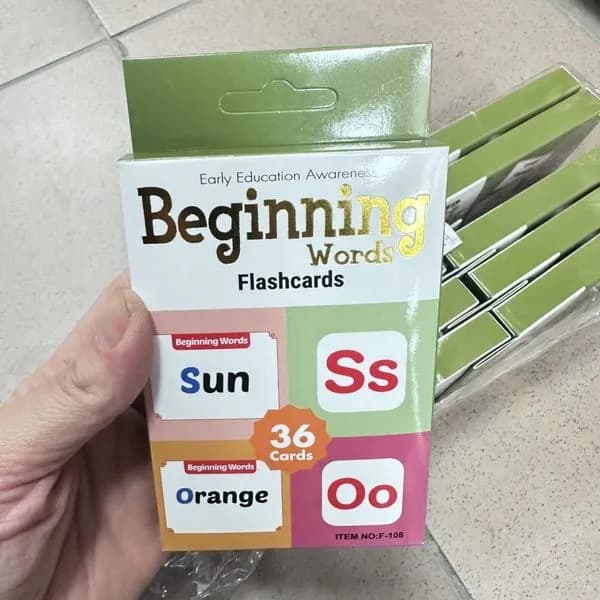 Early Education Awareness
Beginning
Words
Flashcards
Beginning Words
Sun
Ss
36
Cards
Beginning Words
Orange
Oo
ITEM NO:F-108